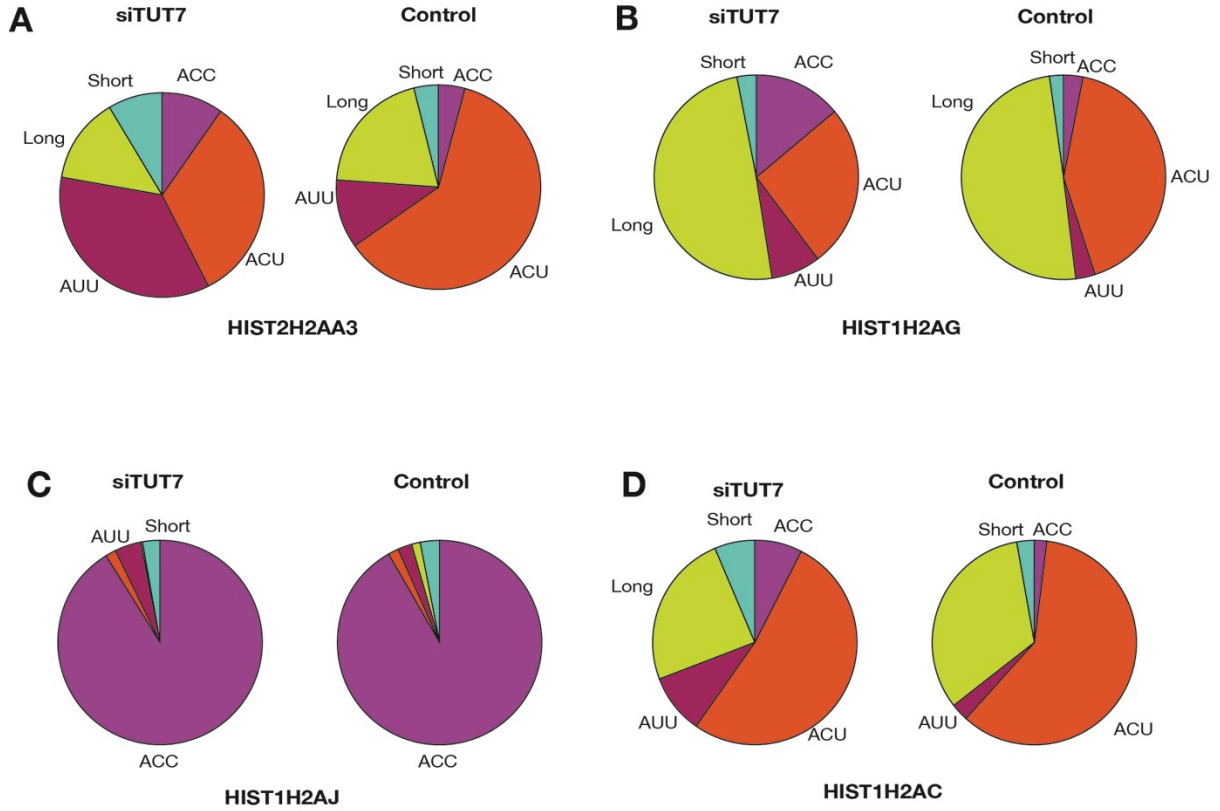 A
siTUT7
Control
Short
ACC
Long
AUU
ACU
Short
ACC
Long
AUU
ACU
HIST2H2AA3
B
siTUT7
Control
Short
ACC
Long
ACU
AUU
Short
ACC
Long
ACU
AUU
HIST1H2AG
C
siTUT7
Control
AUU
Short
ACC
ACC
HIST1H2AJ
D
siTUT7
Control
Short
ACC
Long
AUU
ACU
Short
ACC
Long
AUU
ACU
HIST1H2AC